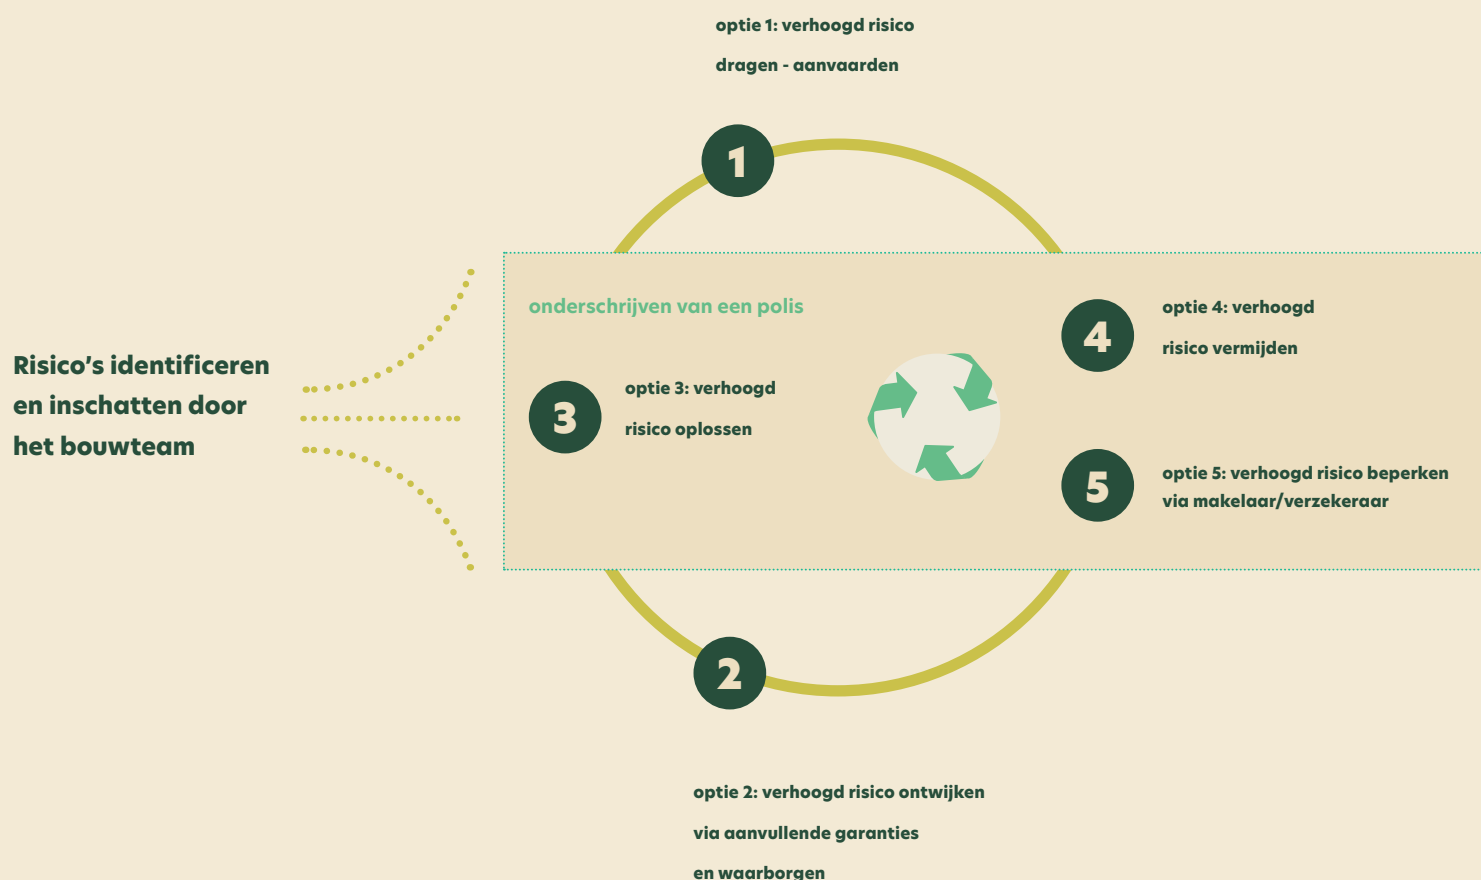 optie 1: verhoogd risico
dragen - aanvaarden
1
Risico's identificeren
en inschatten door
het bouwteam
onderschrijven van een polis
3
optie 3: verhoogd
risico oplossen
4
optie 4: verhoogd
risico vermijden
5
optie 5: verhoogd risico beperken
via makelaar/verzekeraar
2
optie 2: verhoogd risico ontwijken
via aanvullende garanties
en waarborgen